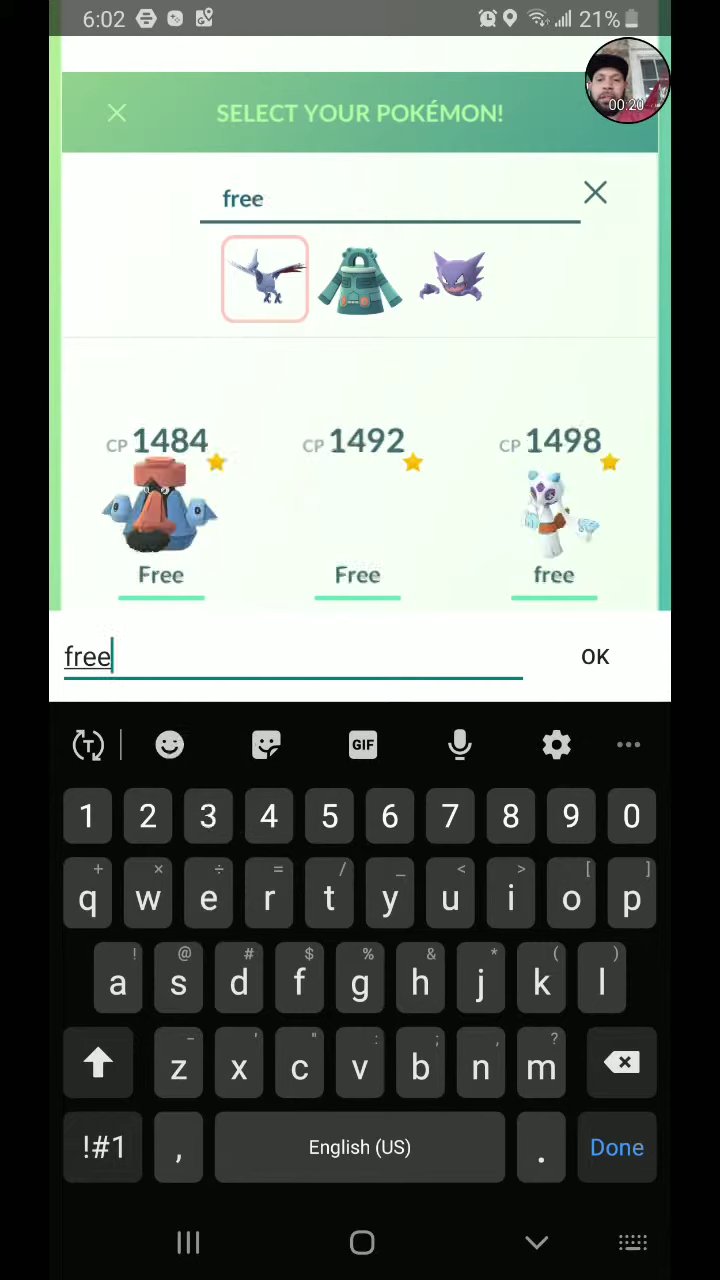 6:02 21%
00:20
SELECT YOUR POKÉMON!
free
CP 1484 CP 1492 CP 1498
Free Free free
free OK
GIF
1 2 3 4 5 6 7 8 9 0
+ × ÷ = / _ < > [ ]
q w e r t y u i o p
! @ # $ % & * ( )
a s d f g h j k l
- ' " : ; , ?
z x c v b n m
!#1 , English (US) . Done